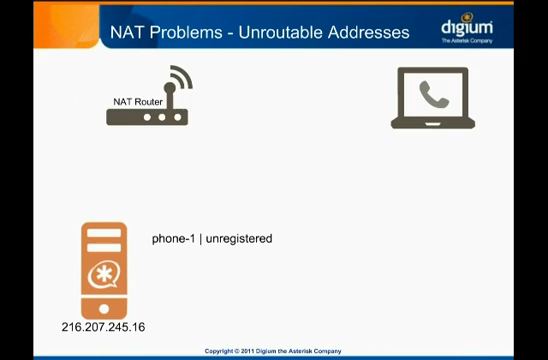 NAT Problems - Unroutable Addresses
digium
The Asterisk Company
NAT Router
phone-1 | unregistered
216.207.245.16
Copyright © 2011 Digium the Asterisk Company